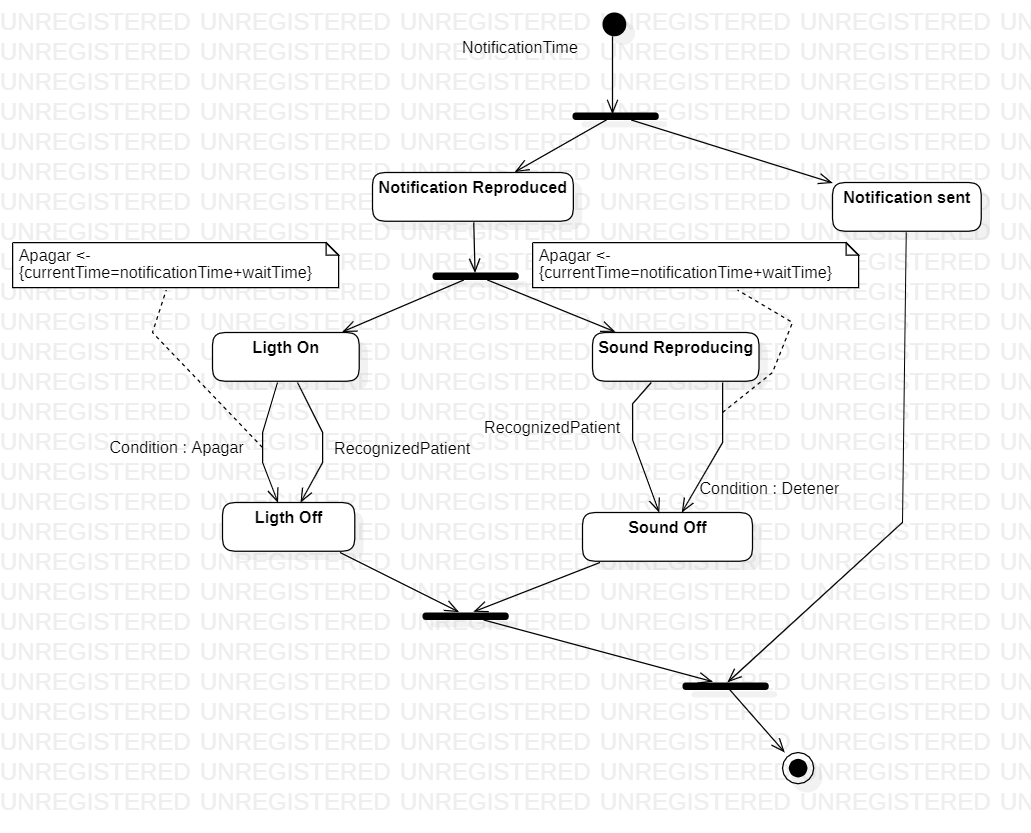 NotificationTime
Notification Reproduced
Notification sent
Apagar <-
{currentTime=notificationTime+waitTime}
Apagar <-
{currentTime=notificationTime+waitTime}
Ligth On
Sound Reproducing
RecognizedPatient
Condition : Apagar
RecognizedPatient
Condition : Detener
Ligth Off
Sound Off
UNREGISTERED